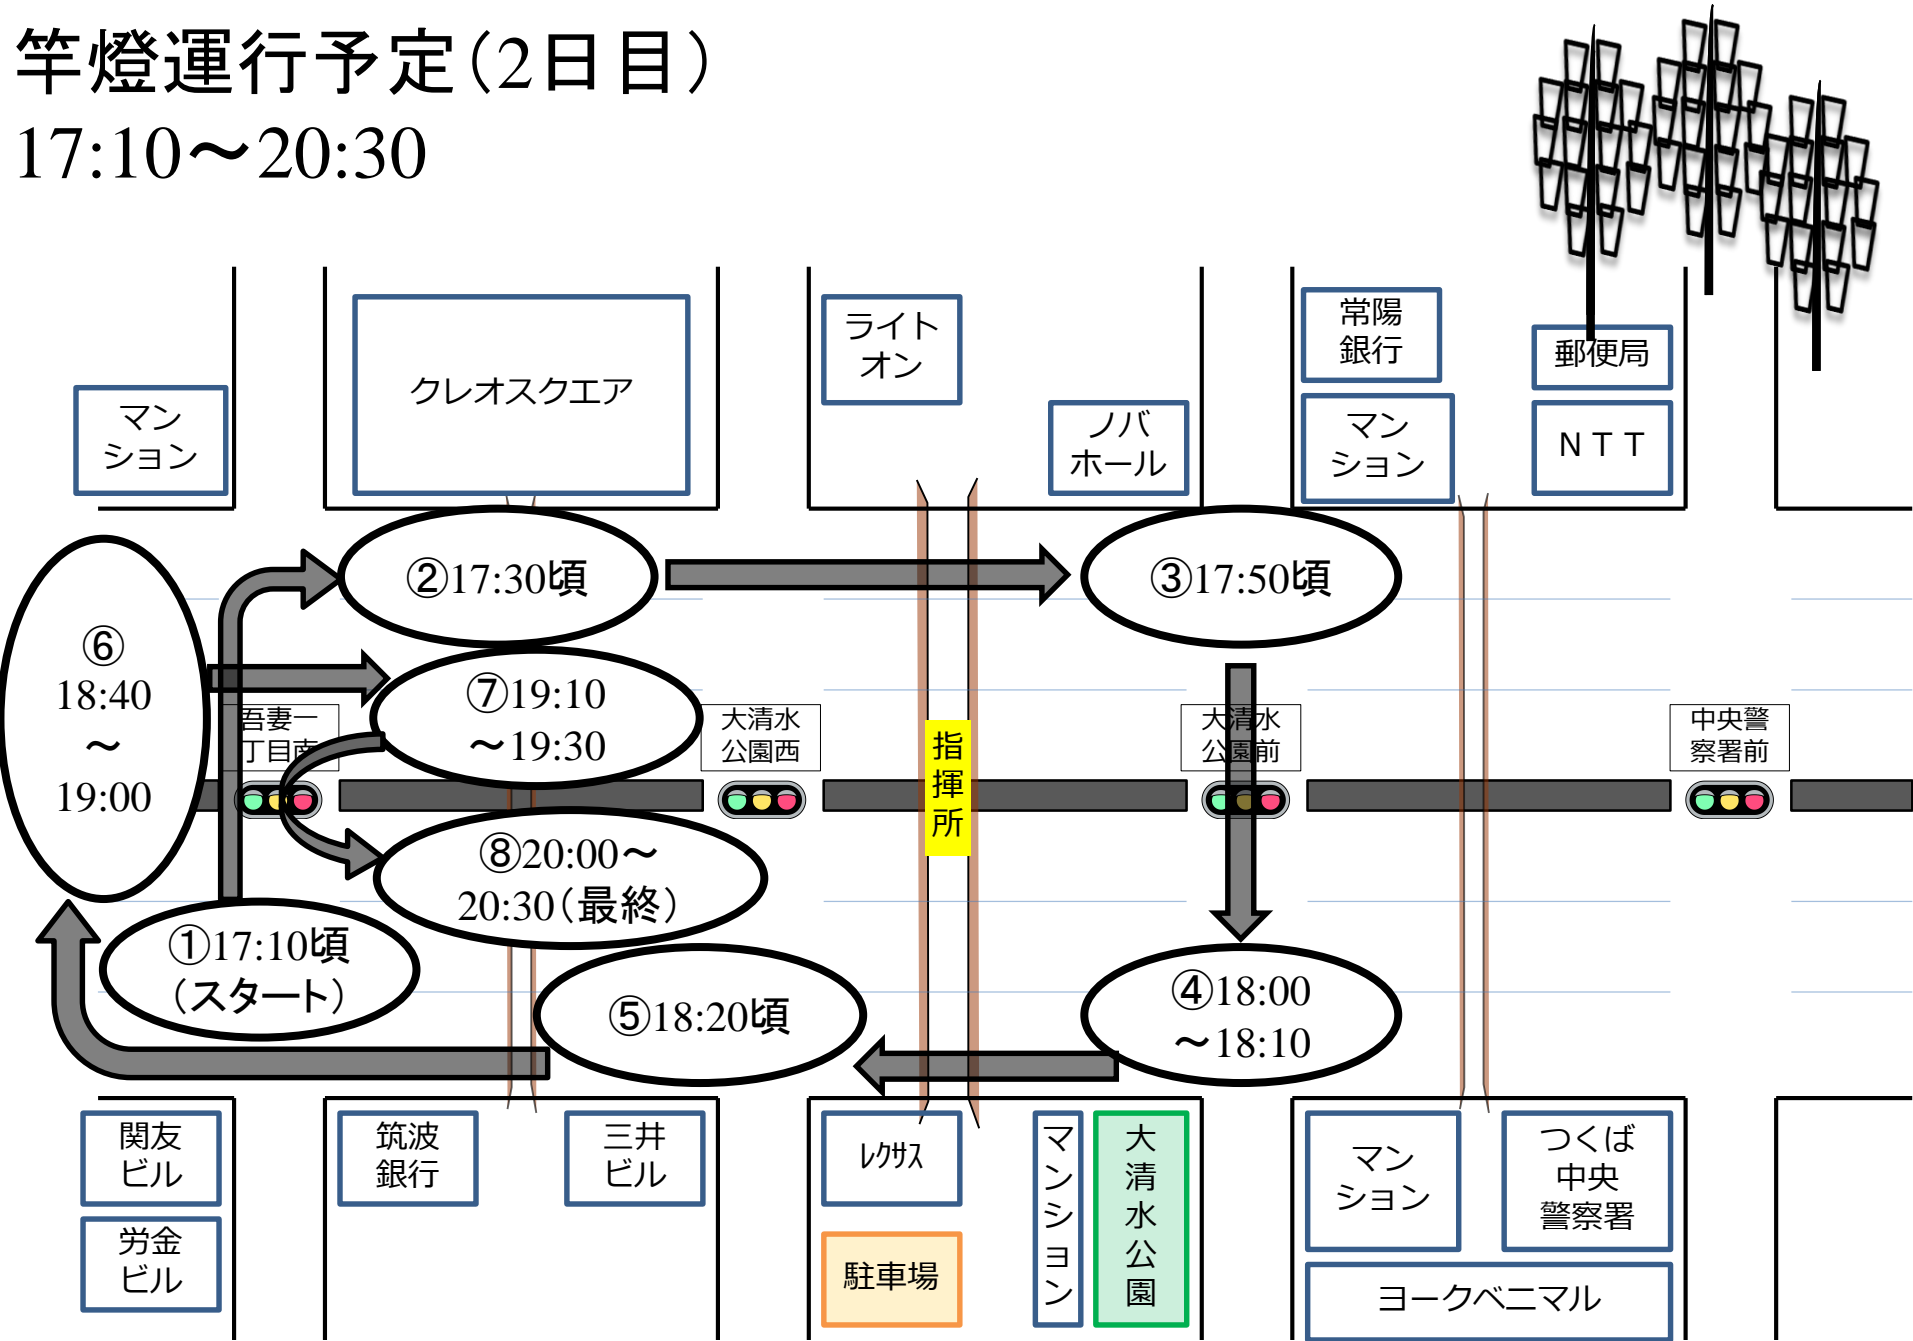 竿燈運行予定（2日目）
17:10～20:30
常陽
銀行
ライト
オン
郵便局
クレオスクエア
マン
ション
ノバ
ホール
マン
ション
ＮＴＴ
②17:30頃
③17:50頃
⑥
18:40
～
19:00
⑦19:10
～19:30
吾妻一
丁目南
大清水
公園西
指揮所
大清水
公園前
中央警
察署前
⑧20:00～
20:30（最終）
①17:10頃
（スタート）
⑤18:20頃
④18:00
～18:10
関友
ビル
筑波
銀行
三井
ビル
ﾚｸｻｽ
マンション
大清水公園
マン
ション
つくば
中央
警察署
労金
ビル
駐車場
ヨークベニマル